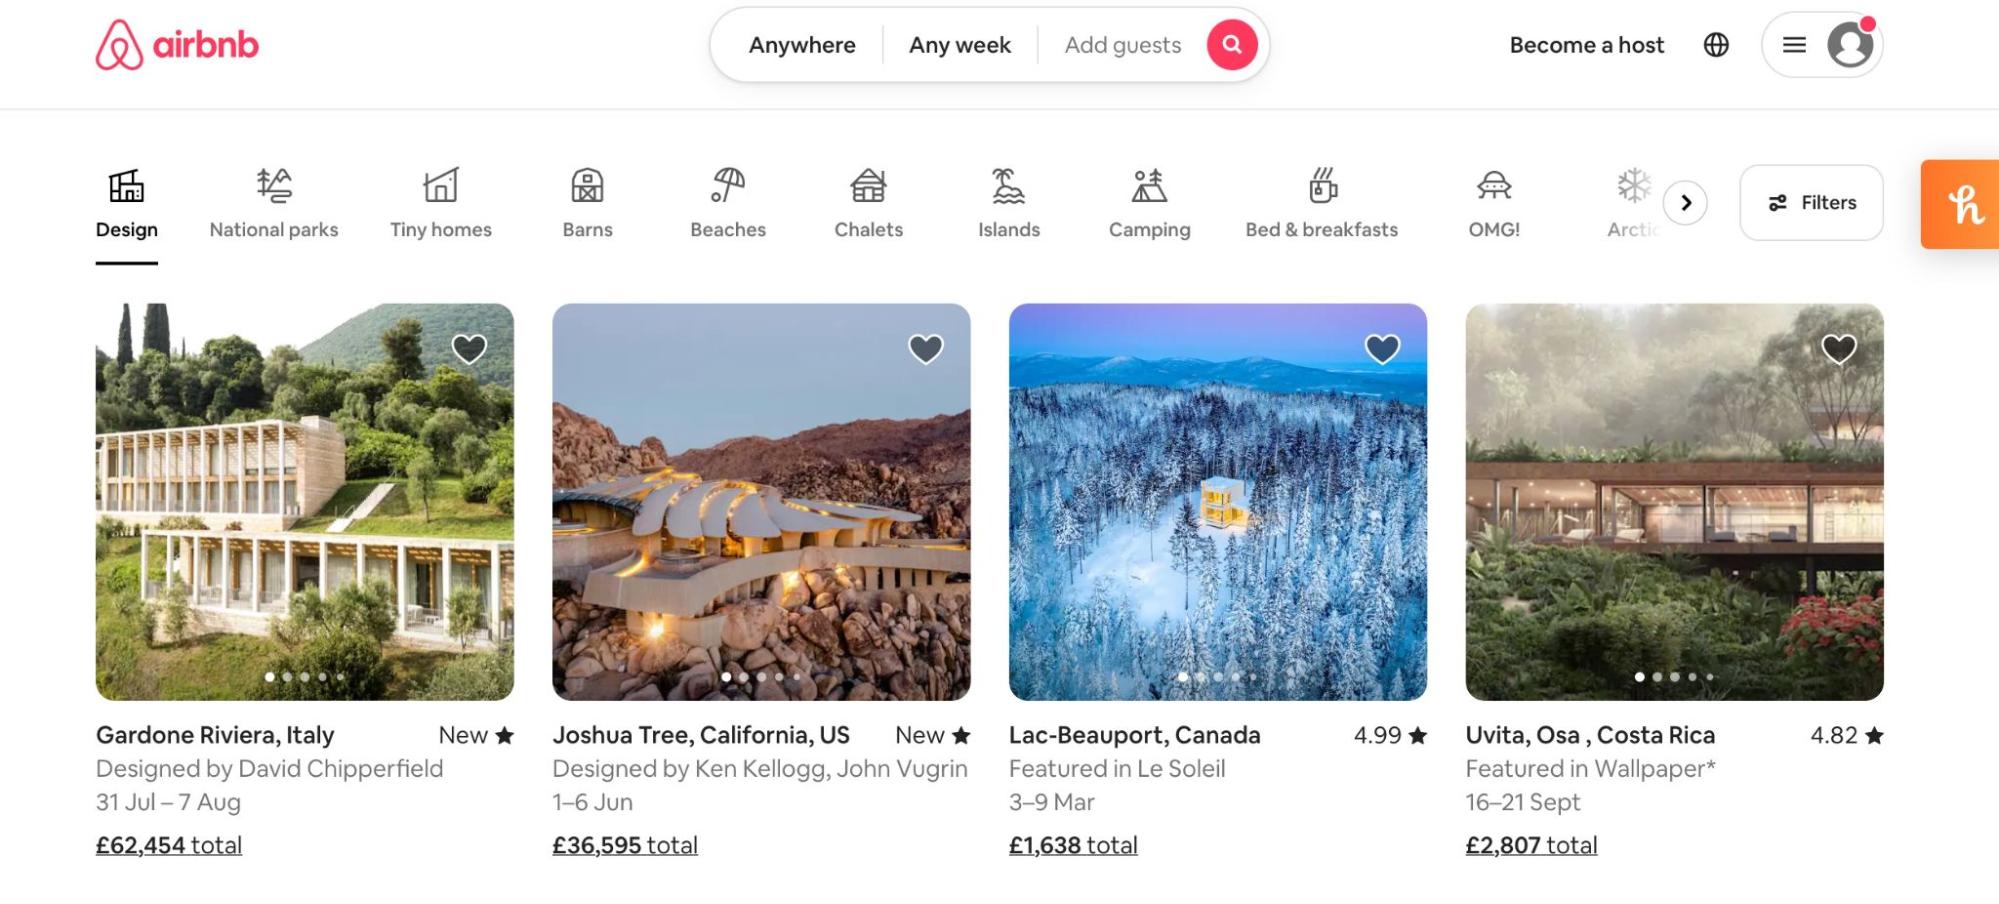 airbnb
Anywhere
Any week
Add guests
Become a host
Design
National parks
Tiny homes
Barns
Beaches
Chalets
Islands
Camping
Bed & breakfasts
OMG!
Arctic
Filters
h
Gardone Riviera, Italy New ★
Designed by David Chipperfield
31 Jul – 7 Aug
£62,454 total
Joshua Tree, California, US New ★
Designed by Ken Kellogg, John Vugrin
1–6 Jun
£36,595 total
Lac-Beauport, Canada 4.99 ★
Featured in Le Soleil
3–9 Mar
£1,638 total
Uvita, Osa , Costa Rica 4.82 ★
Featured in Wallpaper*
16–21 Sept
£2,807 total